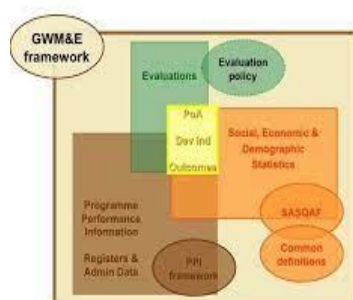 GWM&E
framework
Evaluations
Evaluation
policy
PoA
Dev Ind
Outcomes
Social, Economic &
Demographic
Statistics
Programme
Performance
Information
Registers &
Admin Data
PPI
framework
SASQAF
Common
definitions